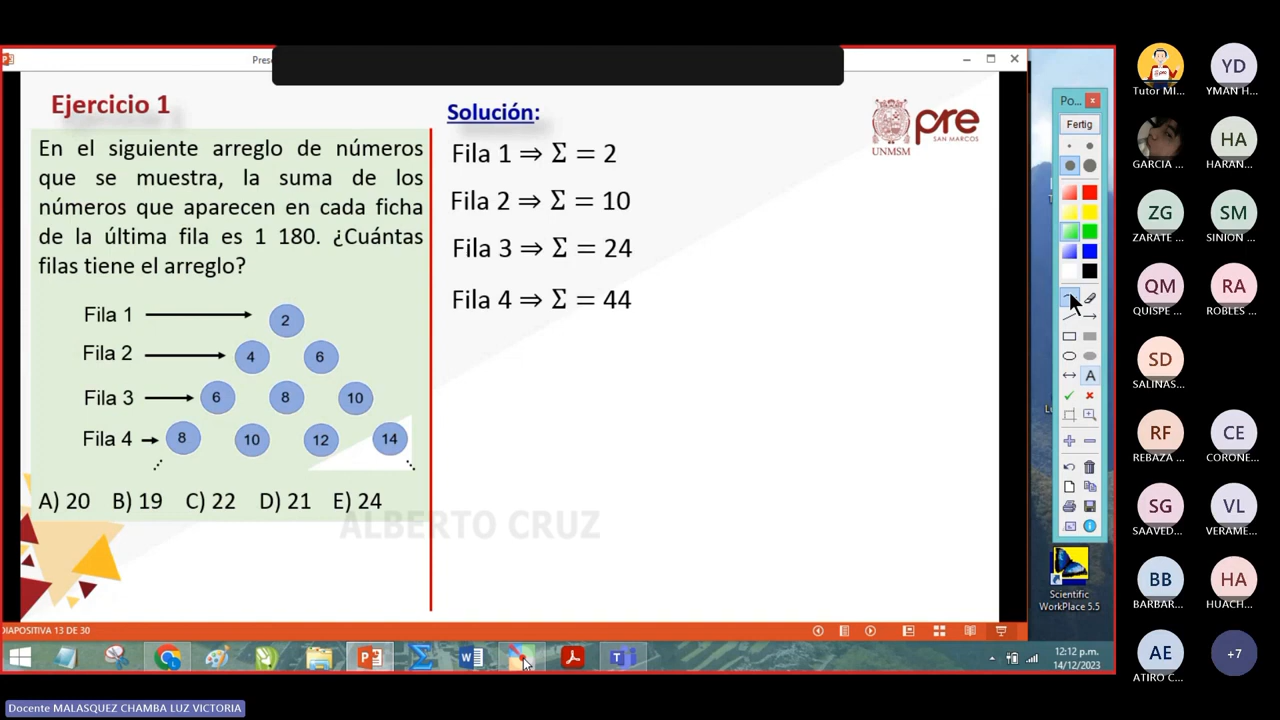 Prese
Ejercicio 1
En el siguiente arreglo de números
que se muestra, la suma de los
números que aparecen en cada ficha
de la última fila es 1 180. ¿Cuántas
filas tiene el arreglo?
Fila 1
2
Fila 2
4 6
Fila 3
6 8 10
Fila 4
8 10 12 14
A) 20 B) 19 C) 22 D) 21 E) 24
Solución:
Fila 1 ⇒ Σ = 2
Fila 2 ⇒ Σ = 10
Fila 3 ⇒ Σ = 24
Fila 4 ⇒ Σ = 44
UNMSM
pre
SAN MARCOS
ALBERTO CRUZ
DIAPOSITIVA 13 DE 30
Po...
Fertig
A
Scientific
WorkPlace 5.5
12:12 p.m.
14/12/2023
Tutor MI...
YD
YMAN H...
GARCIA ...
HA
HARAN...
ZG
ZARATE ...
SM
SINION ...
QM
QUISPE ...
RA
ROBLES ...
SD
SALINAS...
RF
REBAZA ...
CE
CORONE...
SG
SAAVED...
VL
VERAME...
BB
BARBAR...
HA
HUACH...
AE
ATIRO C...
+7
Docente MALASQUEZ CHAMBA LUZ VICTORIA